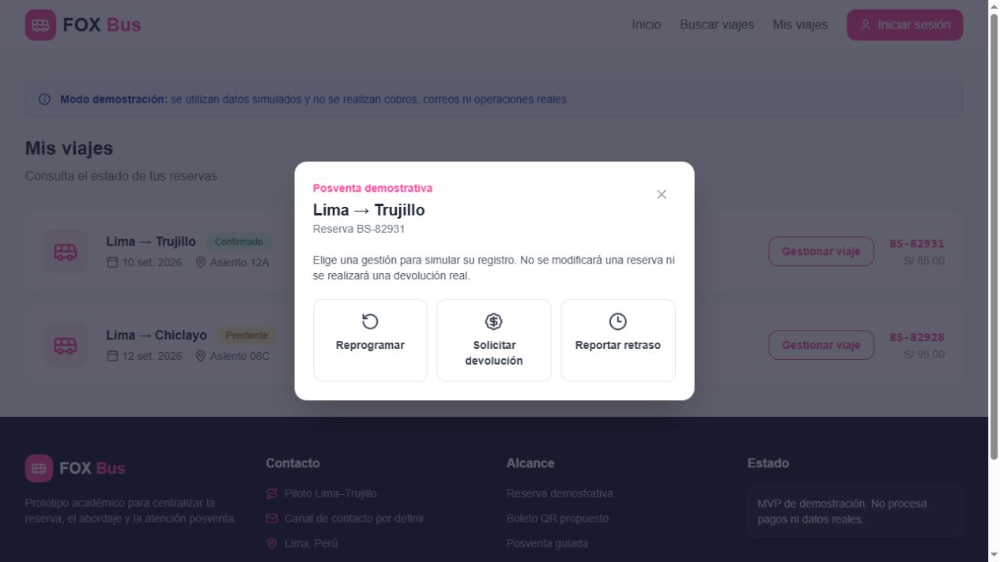 FOX Bus
Inicio
Buscar viajes
Mis viajes
Iniciar sesión
Modo demostración: se utilizan datos simulados y no se realizan cobros, correos ni operaciones reales.
Mis viajes
Consulta el estado de tus reservas
Lima → Trujillo
Confirmado
10 set. 2026
Asiento 12A
Gestionar viaje
BS-82931
S/ 85.00
Lima → Chiclayo
Pendiente
12 set. 2026
Asiento 08C
Gestionar viaje
BS-82928
S/ 95.00
Posventa demostrativa
Lima → Trujillo
Reserva BS-82931
Elige una gestión para simular su registro. No se modificará una reserva ni
se realizará una devolución real.
Reprogramar
Solicitar
devolución
Reportar retraso
FOX Bus
Prototipo académico para centralizar la
reserva, el abordaje y la atención posventa.
Contacto
Piloto Lima–Trujillo
Canal de contacto por definir
Lima, Perú
Alcance
Reserva demostrativa
Boleto QR propuesto
Posventa guiada
Estado
MVP de demostración. No procesa
pagos ni datos reales.